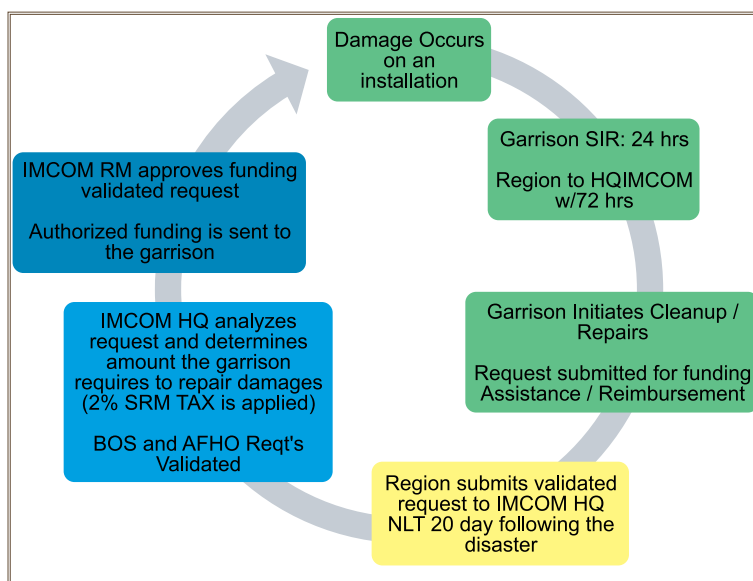 Damage Occurs
on an
installation
Garrison SIR: 24 hrs
Region to HQIMCOM
w/72 hrs
Garrison Initiates Cleanup /
Repairs
Request submitted for funding
Assistance / Reimbursement
Region submits validated
request to IMCOM HQ
NLT 20 day following the
disaster
IMCOM HQ analyzes
request and determines
amount the garrison
requires to repair damages
(2% SRM TAX is applied)
BOS and AFHO Reqt's
Validated
IMCOM RM approves funding
validated request
Authorized funding is sent to
the garrison